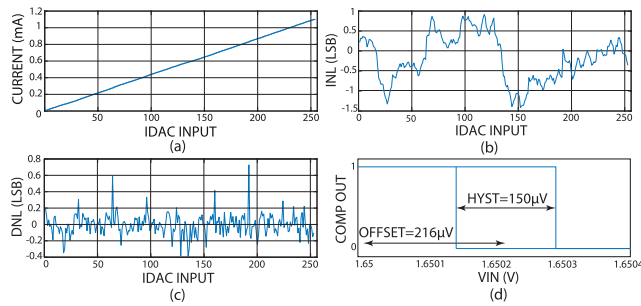 CURRENT (mA)
1.2
1.0
0.8
0.6
0.4
0.2
0
0 50 100 150 200 250
IDAC INPUT
(a)
INL (LSB)
1
0.5
0
-0.5
-1
-1.5
0 50 100 150 200 250
IDAC INPUT
(b)
DNL (LSB)
0.8
0.6
0.4
0.2
0
-0.2
-0.4
0 50 100 150 200 250
IDAC INPUT
(c)
COMP OUT
1
0
HYST=150μV
OFFSET=216μV
1.65 1.6501 1.6502 1.6503 1.6504
VIN (V)
(d)